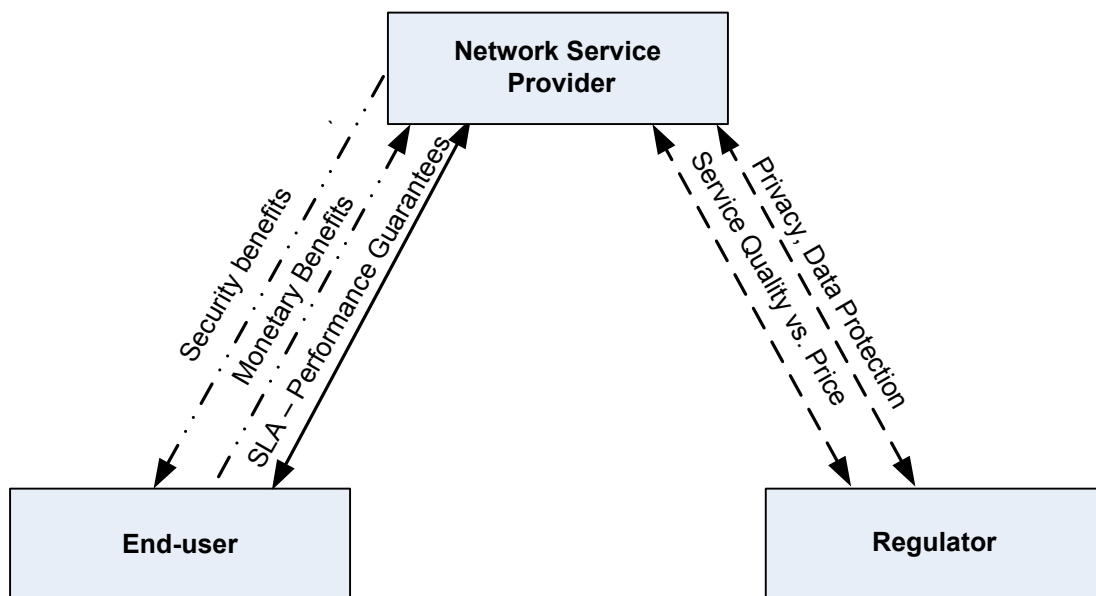 Network Service
Provider
Security benefits
Monetary Benefits
SLA – Performance Guarantees
Service Quality vs. Price
Privacy, Data Protection
End-user
Regulator